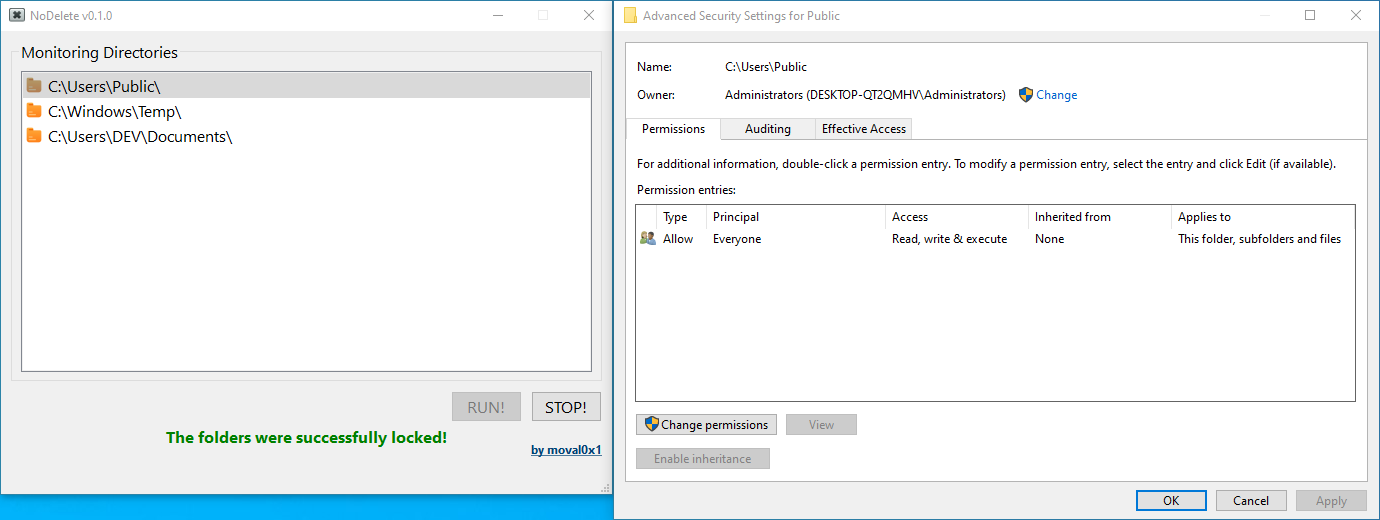 NoDelete v0.1.0
Monitoring Directories
C:\Users\Public\
C:\Windows\Temp\
C:\Users\DEV\Documents\
RUN!
STOP!
The folders were successfully locked!
by moval0x1
Advanced Security Settings for Public
Name: C:\Users\Public
Owner: Administrators (DESKTOP-QT2QMHV\Administrators) Change
Permissions Auditing Effective Access
For additional information, double-click a permission entry. To modify a permission entry, select the entry and click Edit (if available).
Permission entries:
Type Principal Access Inherited from Applies to
Allow Everyone Read, write & execute None This folder, subfolders and files
Change permissions View
Enable inheritance
OK Cancel Apply